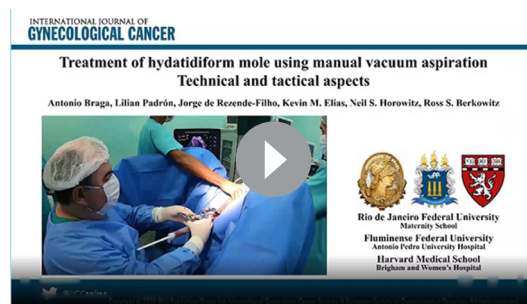 INTERNATIONAL JOURNAL OF
GYNECOLOGICAL CANCER
Treatment of hydatidiform mole using manual vacuum aspiration
Technical and tactical aspects
Antonio Braga, Lilian Padrón, Jorge de Rezende-Filho, Kevin M. Elias, Neil S. Horowitz, Ross S. Berkowitz
Rio de Janeiro Federal University
Maternity School
Fluminense Federal University
Antonio Pedro University Hospital
Harvard Medical School
Brigham and Women's Hospital